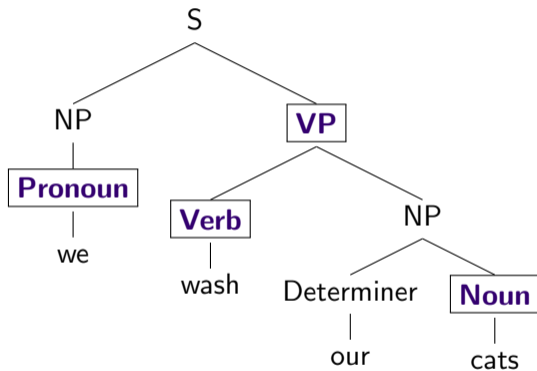 S
NP VP
Pronoun
Verb NP
we
wash Determiner Noun
our cats